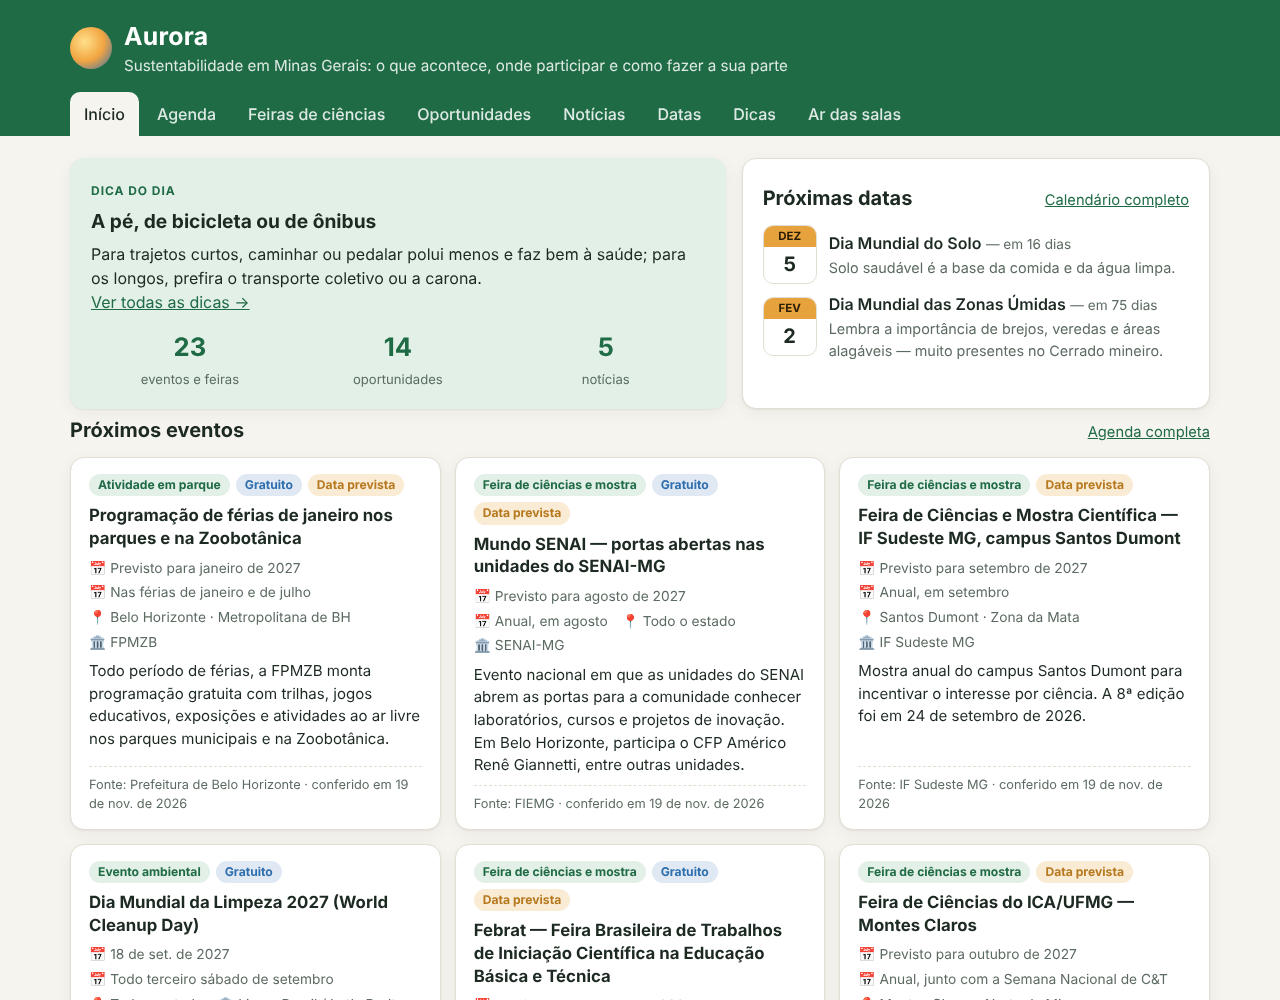 Aurora
Sustentabilidade em Minas Gerais: o que acontece, onde participar e como fazer a sua parte
Início Agenda Feiras de ciências Oportunidades Notícias Datas Dicas Ar das salas
DICA DO DIA
A pé, de bicicleta ou de ônibus
Para trajetos curtos, caminhar ou pedalar polui menos e faz bem à saúde; para
os longos, prefira o transporte coletivo ou a carona.
Ver todas as dicas →
23
eventos e feiras
14
oportunidades
5
notícias
Próximas datas
Calendário completo
DEZ
5
Dia Mundial do Solo — em 16 dias
Solo saudável é a base da comida e da água limpa.
FEV
2
Dia Mundial das Zonas Úmidas — em 75 dias
Lembra a importância de brejos, veredas e áreas
alagáveis — muito presentes no Cerrado mineiro.
Próximos eventos
Agenda completa
Atividade em parque Gratuito Data prevista
Programação de férias de janeiro nos
parques e na Zoobotânica
📅 Previsto para janeiro de 2027
📅 Nas férias de janeiro e de julho
📍 Belo Horizonte · Metropolitana de BH
🏛️ FPMZB
Todo período de férias, a FPMZB monta
programação gratuita com trilhas, jogos
educativos, exposições e atividades ao ar livre
nos parques municipais e na Zoobotânica.
Fonte: Prefeitura de Belo Horizonte · conferido em 19
de nov. de 2026
Feira de ciências e mostra Gratuito
Data prevista
Mundo SENAI — portas abertas nas
unidades do SENAI-MG
📅 Previsto para agosto de 2027
📅 Anual, em agosto 📍 Todo o estado
🏛️ SENAI-MG
Evento nacional em que as unidades do SENAI
abrem as portas para a comunidade conhecer
laboratórios, cursos e projetos de inovação.
Em Belo Horizonte, participa o CFP Américo
Renê Giannetti, entre outras unidades.
Fonte: FIEMG · conferido em 19 de nov. de 2026
Feira de ciências e mostra Data prevista
Feira de Ciências e Mostra Científica —
IF Sudeste MG, campus Santos Dumont
📅 Previsto para setembro de 2027
📅 Anual, em setembro
📍 Santos Dumont · Zona da Mata
🏛️ IF Sudeste MG
Mostra anual do campus Santos Dumont para
incentivar o interesse por ciência. A 8ª edição
foi em 24 de setembro de 2026.
Fonte: IF Sudeste MG · conferido em 19 de nov. de
2026
Evento ambiental Gratuito
Dia Mundial da Limpeza 2027 (World
Cleanup Day)
📅 18 de set. de 2027
📅 Todo terceiro sábado de setembro
Feira de ciências e mostra Gratuito
Data prevista
Febrat — Feira Brasileira de Trabalhos
de Iniciação Científica na Educação
Básica e Técnica
Feira de ciências e mostra Data prevista
Feira de Ciências do ICA/UFMG —
Montes Claros
📅 Previsto para outubro de 2027
📅 Anual, junto com a Semana Nacional de C&T